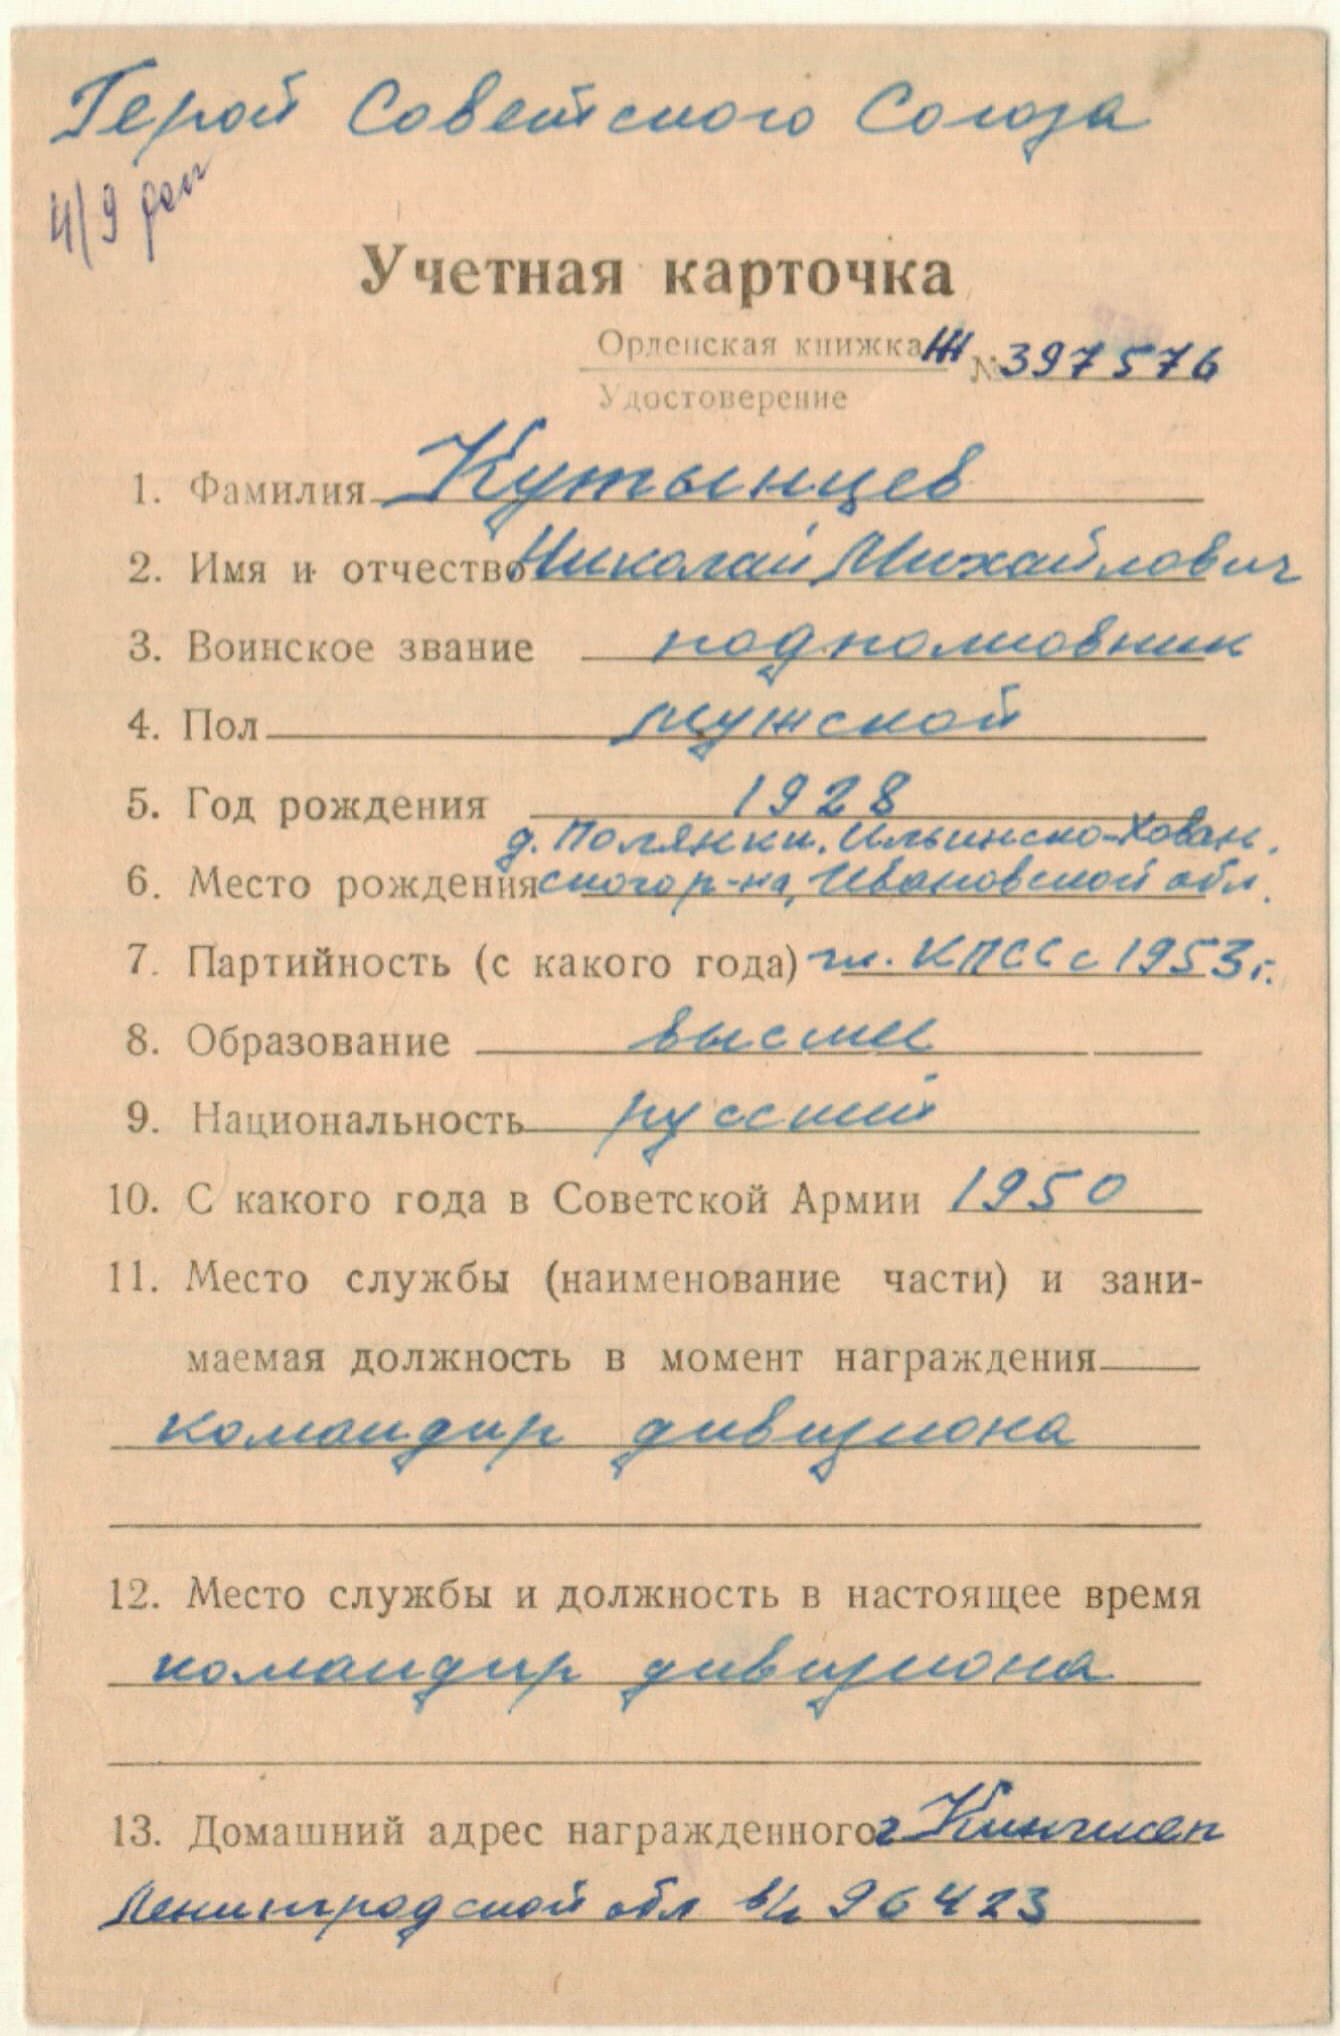 Герой Советского Союза
4/9 доп
Учетная карточка
Орденская книжка Ж № 397576
Удостоверение
1. Фамилия Кутынцев
2. Имя и отчество Николай Михайлович
3. Воинское звание подполковник
4. Пол мужской
5. Год рождения 1928
д. Полянки, Ильинско-Хован.
6. Место рождения ского р-на, Ивановской обл.
7. Партийность (с какого года) чл. КПСС с 1953 г.
8. Образование высшее
9. Национальность русский
10. С какого года в Советской Армии 1950
11. Место службы (наименование части) и зани-
маемая должность в момент награждения
командир дивизиона
12. Место службы и должность в настоящее время
командир дивизиона
13. Домашний адрес награжденного г Кингисеп
Ленинградской обл в/ч 96423